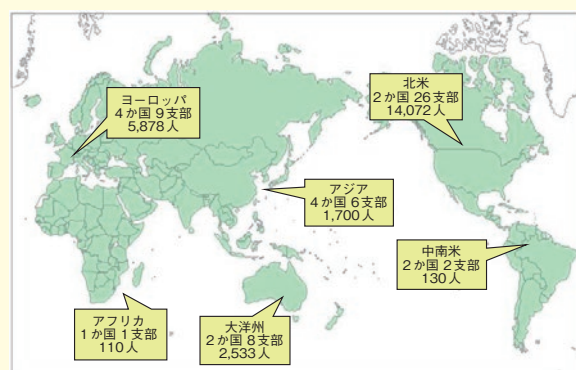 ヨーロッパ
4か国 9支部
5,878人
北米
2か国 26支部
14,072人
アジア
4か国 6支部
1,700人
中南米
2か国 2支部
130人
アフリカ
1か国 1支部
110人
大洋州
2か国 8支部
2,533人